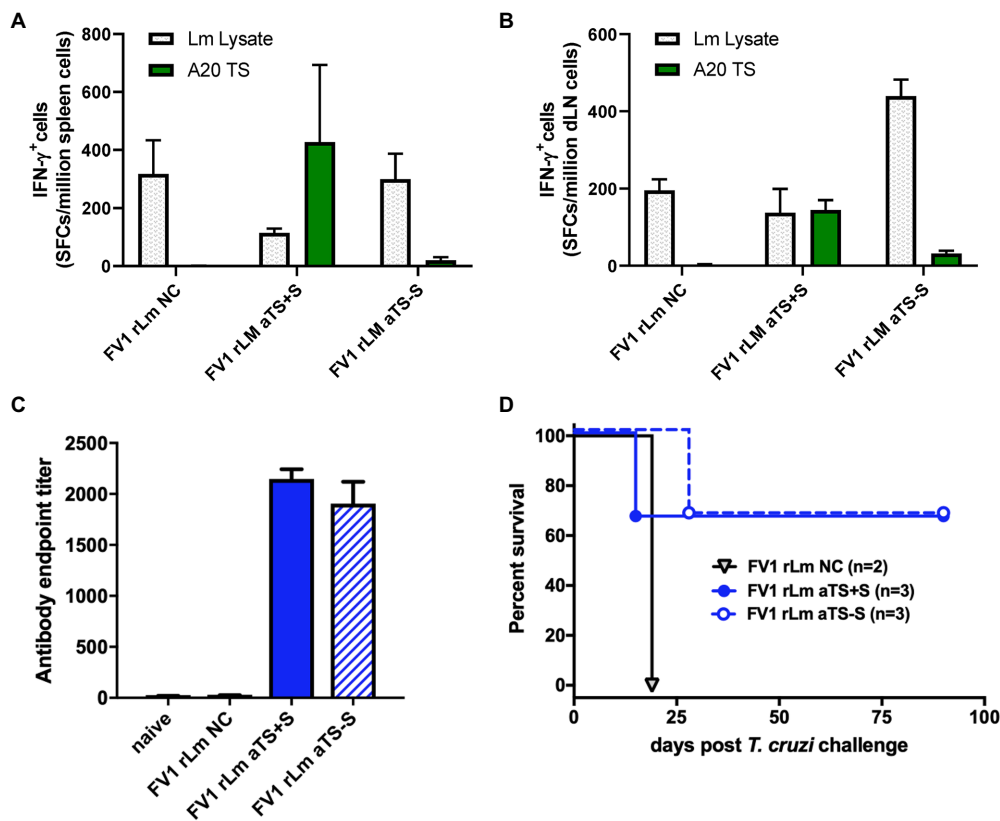 A
IFN-γ+ cells
(SFCs/million spleen cells)
800
600
400
200
0
Lm Lysate
A20 TS
FV1 rLm NC
FV1 rLM aTS+S
FV1 rLM aTS-S
B
IFN-γ+ cells
(SFCs/million dLN cells)
600
400
200
0
Lm Lysate
A20 TS
FV1 rLm NC
FV1 rLM aTS+S
FV1 rLM aTS-S
C
Antibody endpoint titer
2500
2000
1500
1000
500
0
naive
FV1 rLm NC
FV1 rLm aTS+S
FV1 rLm aTS-S
D
Percent survival
100
80
60
40
20
0
FV1 rLm NC (n=2)
FV1 rLm aTS+S (n=3)
FV1 rLm aTS-S (n=3)
0 25 50 75 100
days post T. cruzi challenge